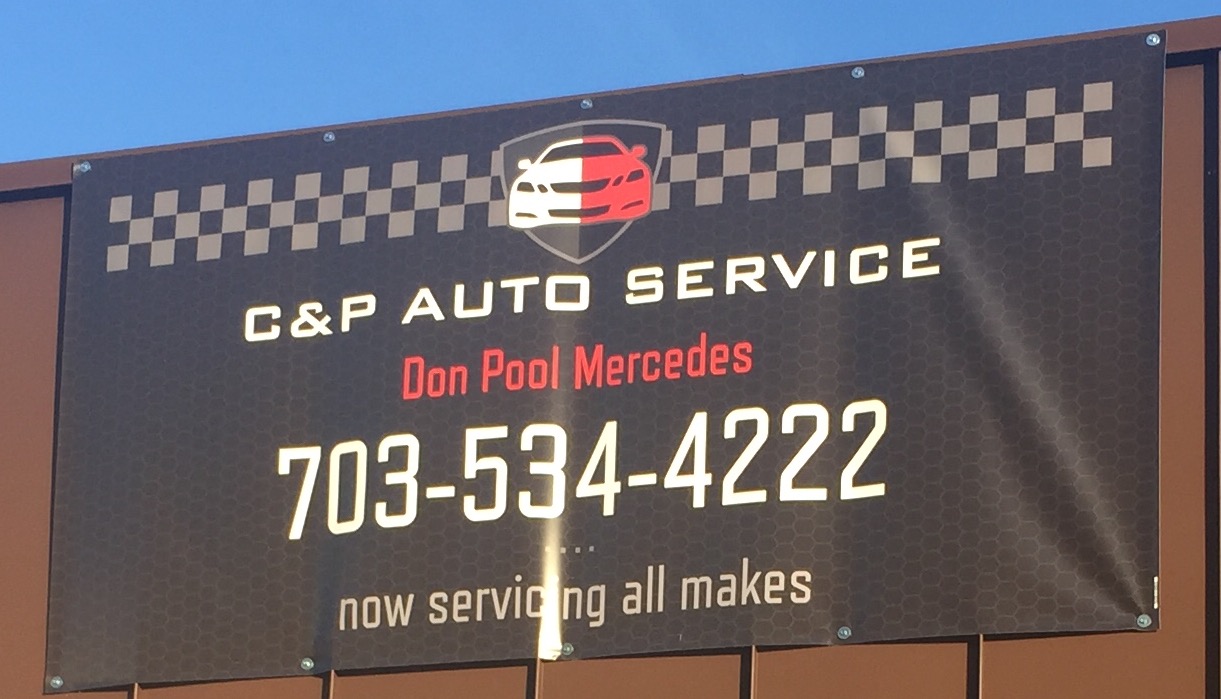 C&P AUTO SERVICE
Don Pool Mercedes
703-534-4222
now servicing all makes